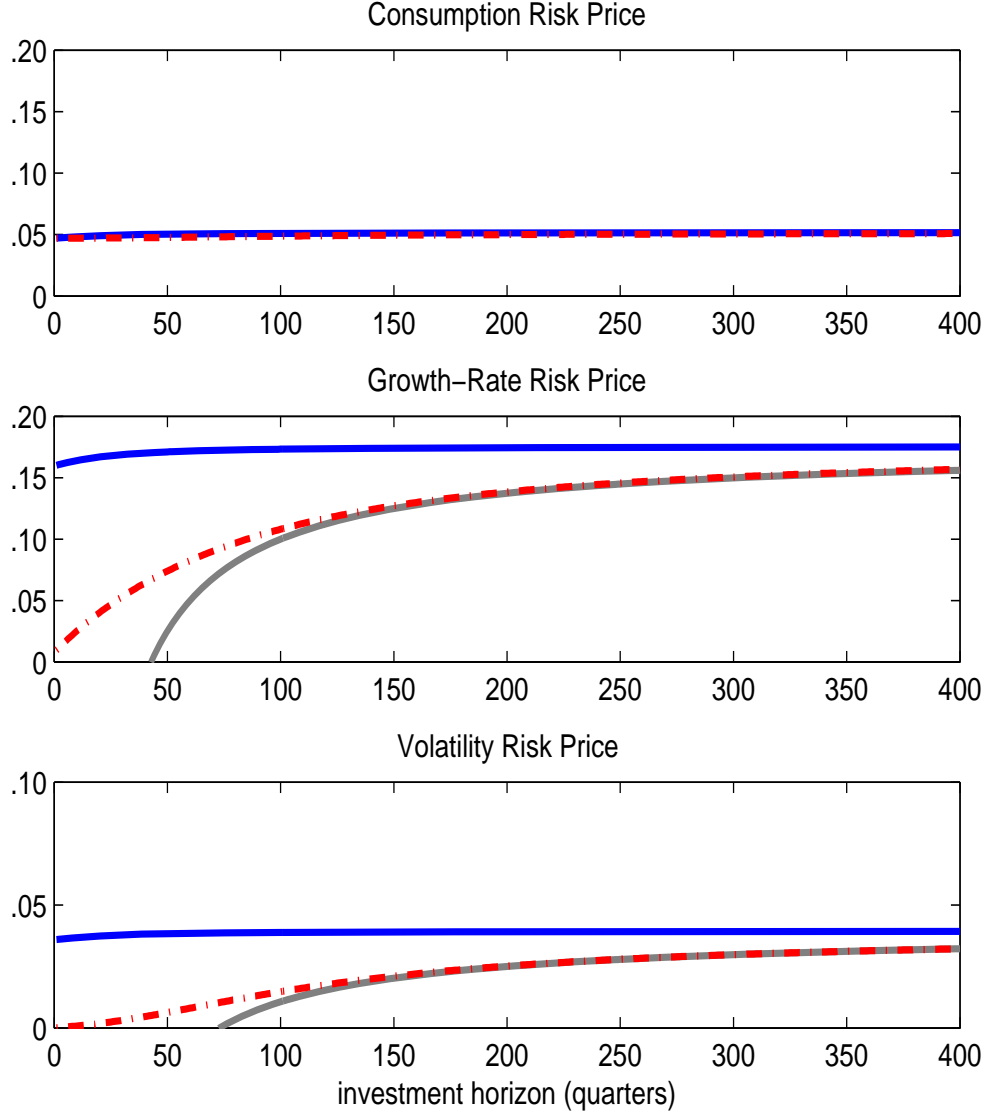 Consumption Risk Price
.20
.15
.10
.05
0
0 50 100 150 200 250 300 350 400
Growth−Rate Risk Price
.20
.15
.10
.05
0
0 50 100 150 200 250 300 350 400
Volatility Risk Price
.10
.05
0
0 50 100 150 200 250 300 350 400
investment horizon (quarters)